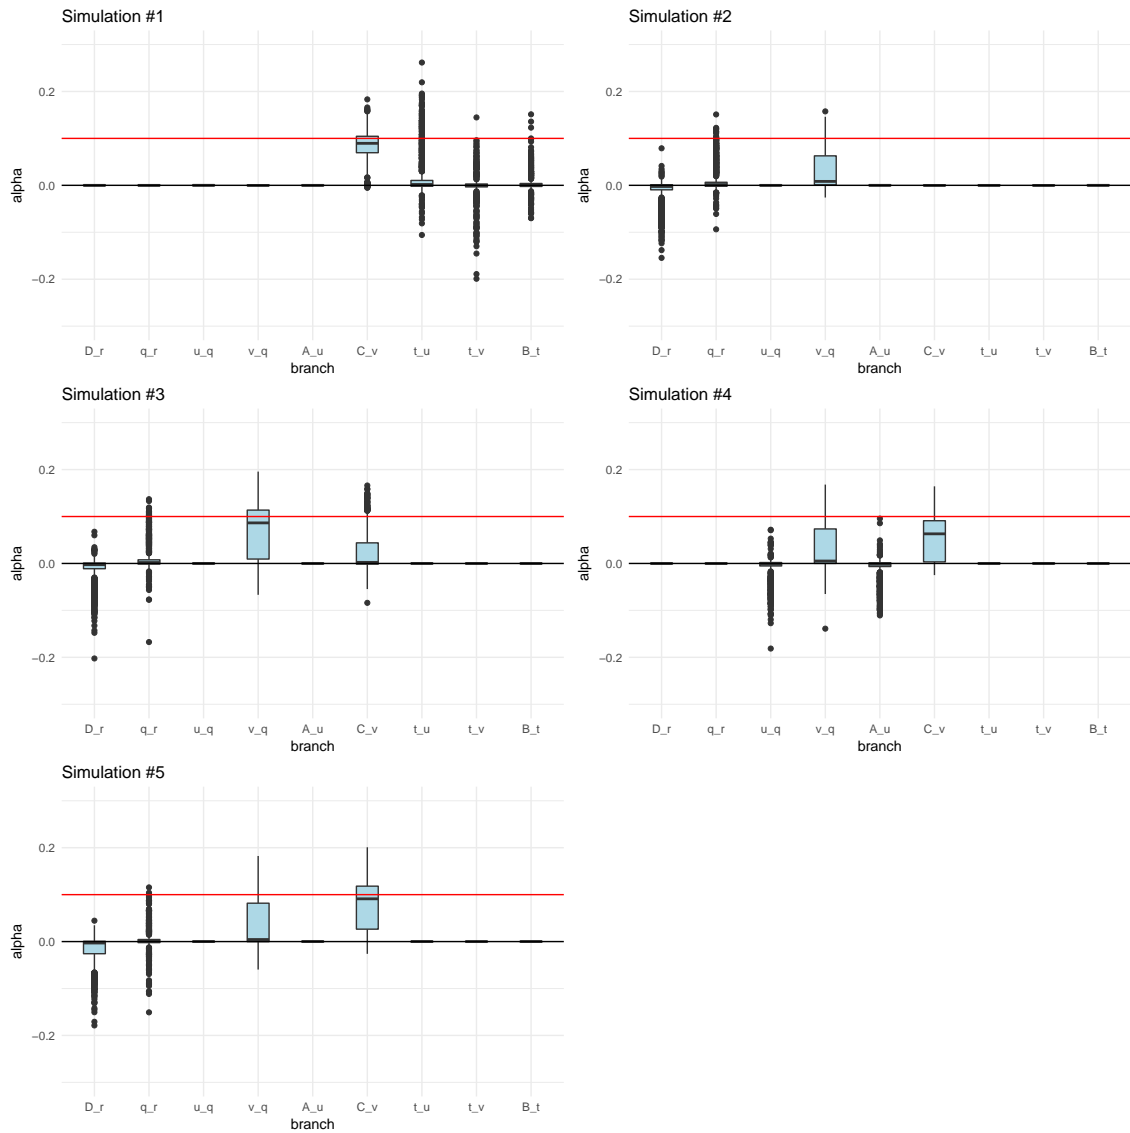 Simulation #1
0.2
0.0
−0.2
alpha
D_r q_r u_q v_q A_u C_v t_u t_v B_t
branch
Simulation #2
0.2
0.0
−0.2
alpha
D_r q_r u_q v_q A_u C_v t_u t_v B_t
branch
Simulation #3
0.2
0.0
−0.2
alpha
D_r q_r u_q v_q A_u C_v t_u t_v B_t
branch
Simulation #4
0.2
0.0
−0.2
alpha
D_r q_r u_q v_q A_u C_v t_u t_v B_t
branch
Simulation #5
0.2
0.0
−0.2
alpha
D_r q_r u_q v_q A_u C_v t_u t_v B_t
branch